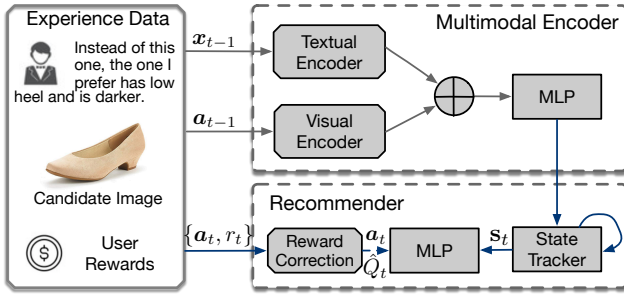 Experience Data
Instead of this
one, the one I
prefer has low
heel and is darker.
Candidate Image
$
User
Rewards
x_{t−1}
a_{t−1}
{a_t, r_t}
Multimodal Encoder
Textual
Encoder
Visual
Encoder
MLP
Recommender
Reward
Correction
a_t
Q̂_t
MLP
s_t
State
Tracker